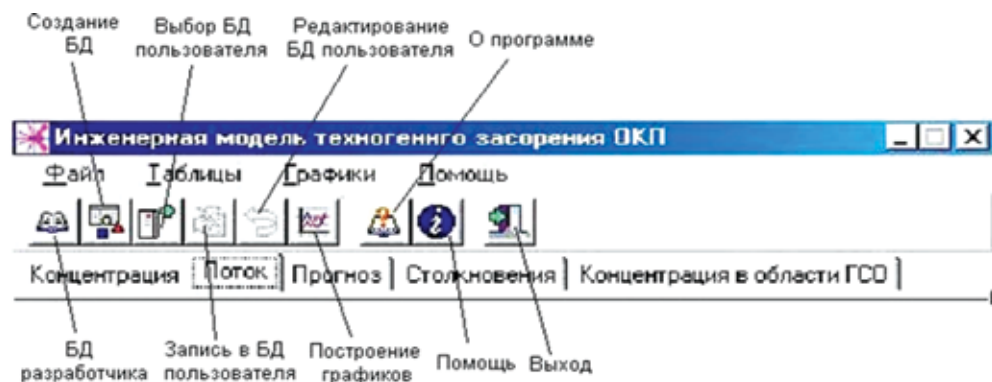 Создание
БД
Выбор БД
пользователя
Редактирование
БД пользователя
О программе
Инженерная модель техногеннго засорения ОКП
Файл Таблицы Графики Помощь
Концентрация Поток Прогноз Столкновения Концентрация в области ГСО
БД
разработчика
Запись в БД
пользователя
Построение
графиков
Помощь
Выход